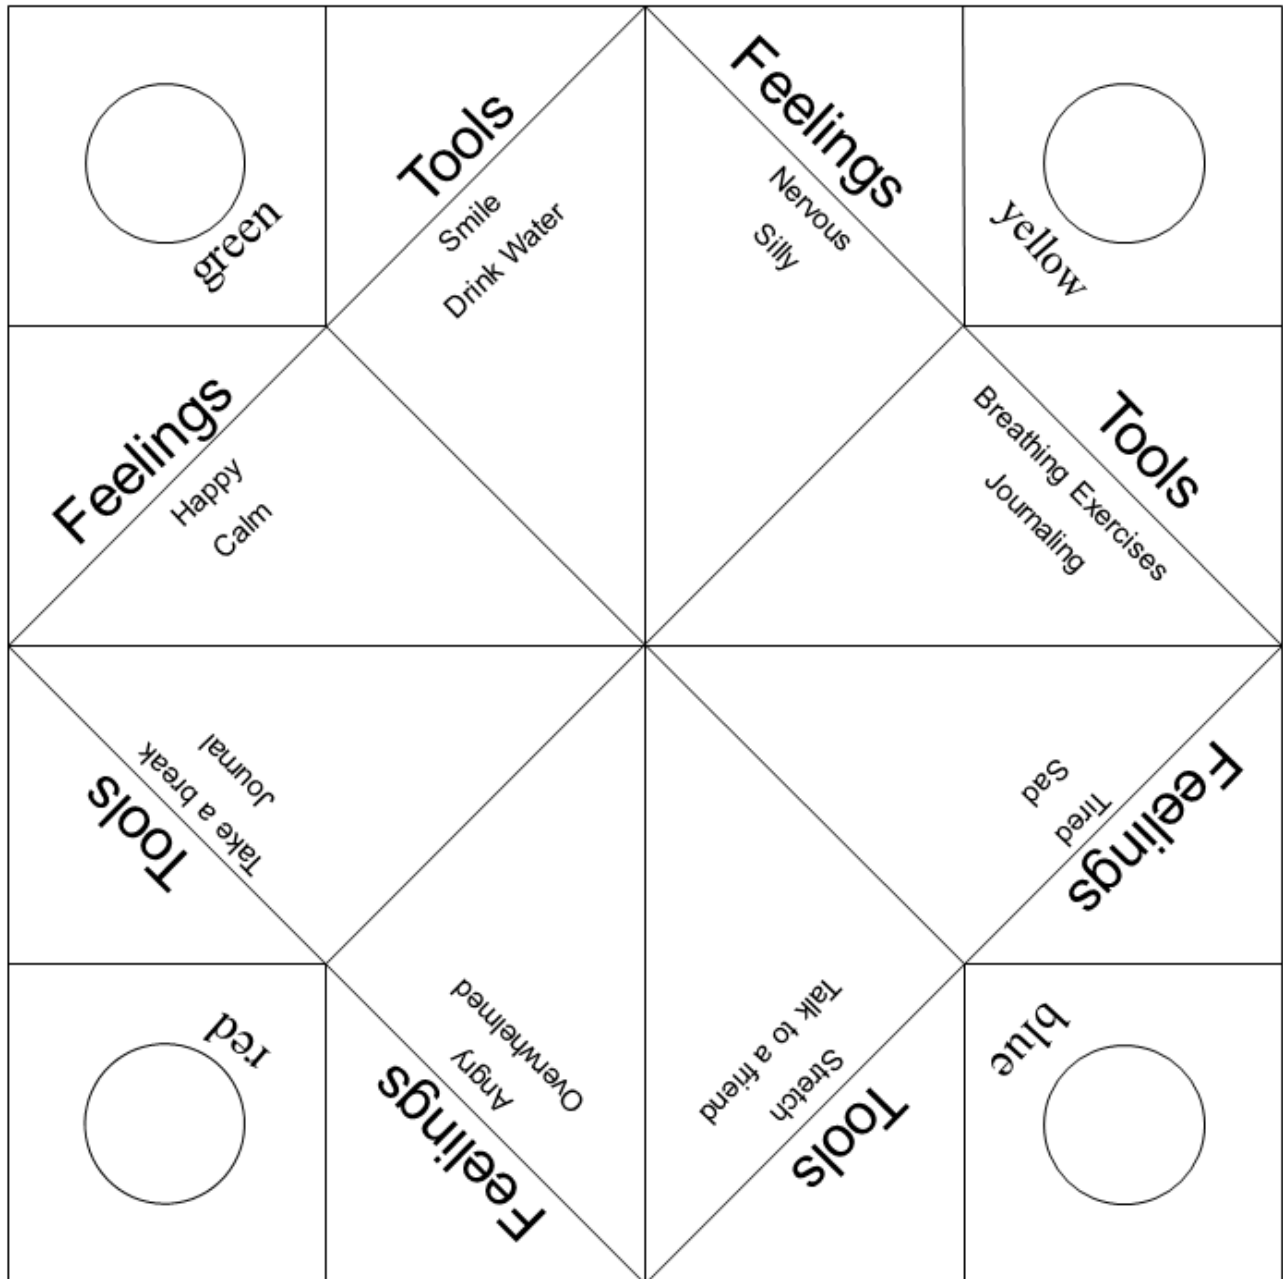 green
Tools
Smile
Drink Water
Feelings
Nervous
Silly
yellow
Feelings
Happy
Calm
Tools
Breathing Exercises
Journaling
Tools
Take a break
Journal
Feelings
Tired
Sad
red
Feelings
Angry
Overwhelmed
Tools
Stretch
Talk to a friend
blue